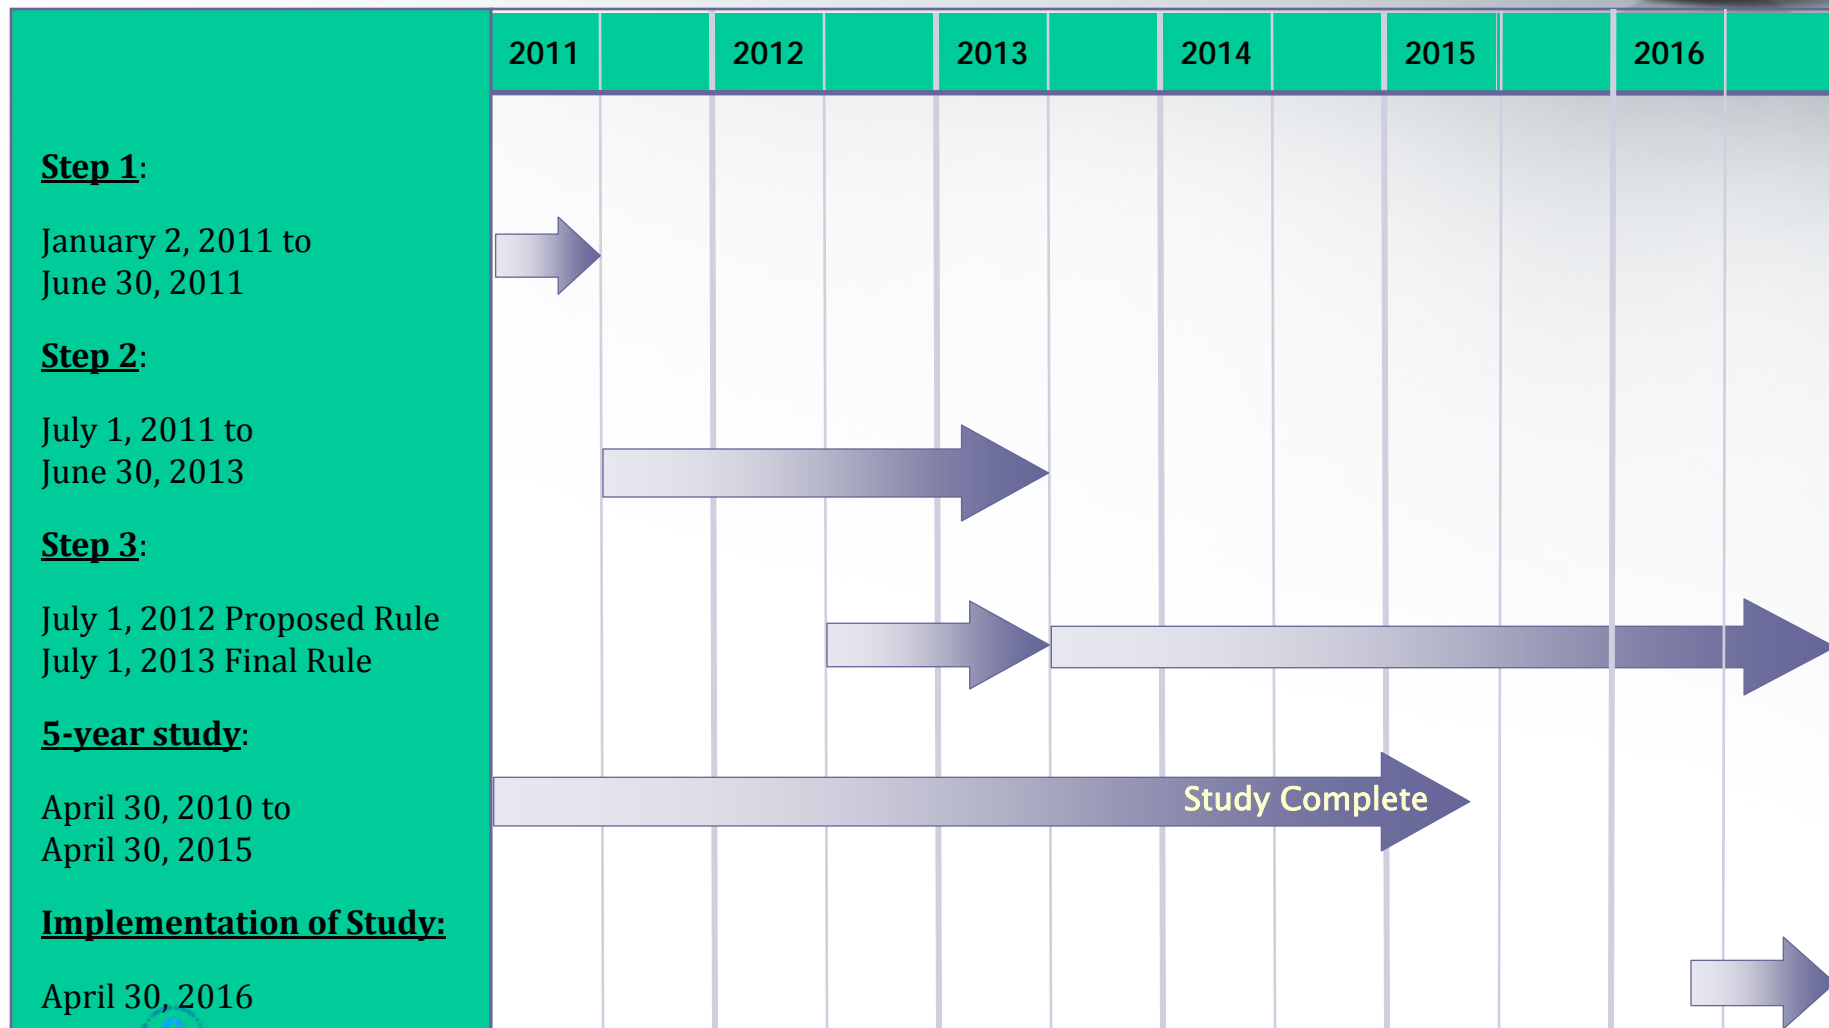 2011 2012 2013 2014 2015 2016
Step 1:
January 2, 2011 to
June 30, 2011
Step 2:
July 1, 2011 to
June 30, 2013
Step 3:
July 1, 2012 Proposed Rule
July 1, 2013 Final Rule
5-year study:
April 30, 2010 to
April 30, 2015
Study Complete
Implementation of Study:
April 30, 2016